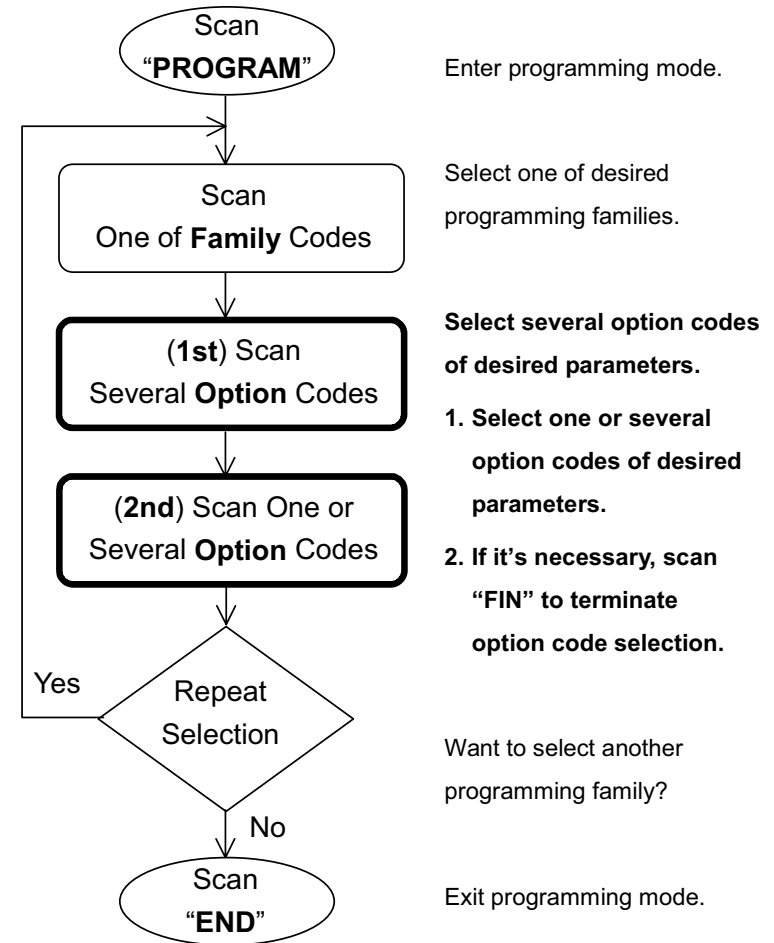 Scan
“PROGRAM”
Enter programming mode.
Scan
One of Family Codes
Select one of desired
programming families.
(1st) Scan
Several Option Codes
Select several option codes
of desired parameters.
1. Select one or several
option codes of desired
parameters.
(2nd) Scan One or
Several Option Codes
2. If it’s necessary, scan
“FIN” to terminate
option code selection.
Yes
Repeat
Selection
Want to select another
programming family?
No
Scan
“END”
Exit programming mode.